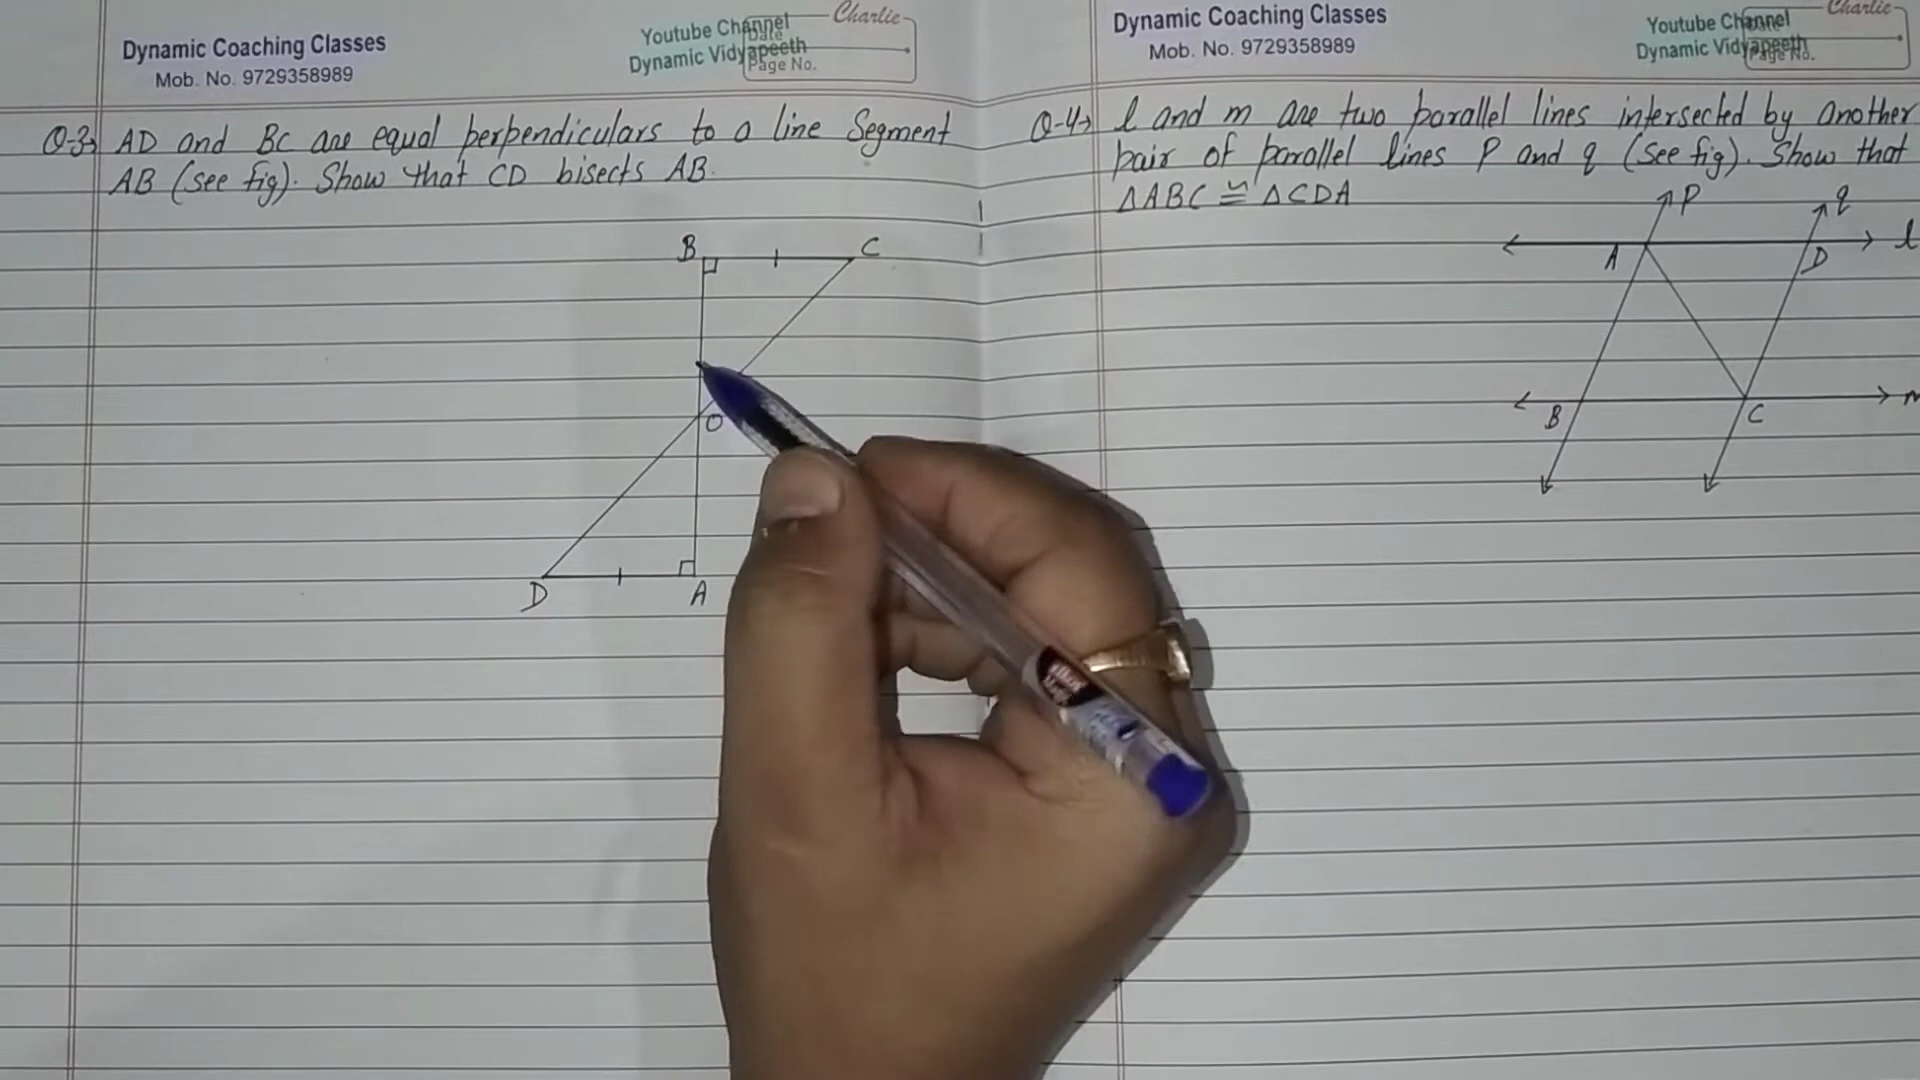 Dynamic Coaching Classes
Mob. No. 9729358989
Youtube Channel
Dynamic Vidyapeeth
Charlie
Date
Page No.
Q-3→ AD and BC are equal perpendiculars to a line Segment
AB (see fig). Show that CD bisects AB.
B
C
O
D
A
Dynamic Coaching Classes
Mob. No. 9729358989
Youtube Channel
Dynamic Vidyapeeth
Charlie
Date
Page No.
Q-4→ l and m are two parallel lines intersected by another
pair of parallel lines P and q (see fig). Show that
ΔABC ≅ ΔCDA
P
q
l
A
D
B
C
m